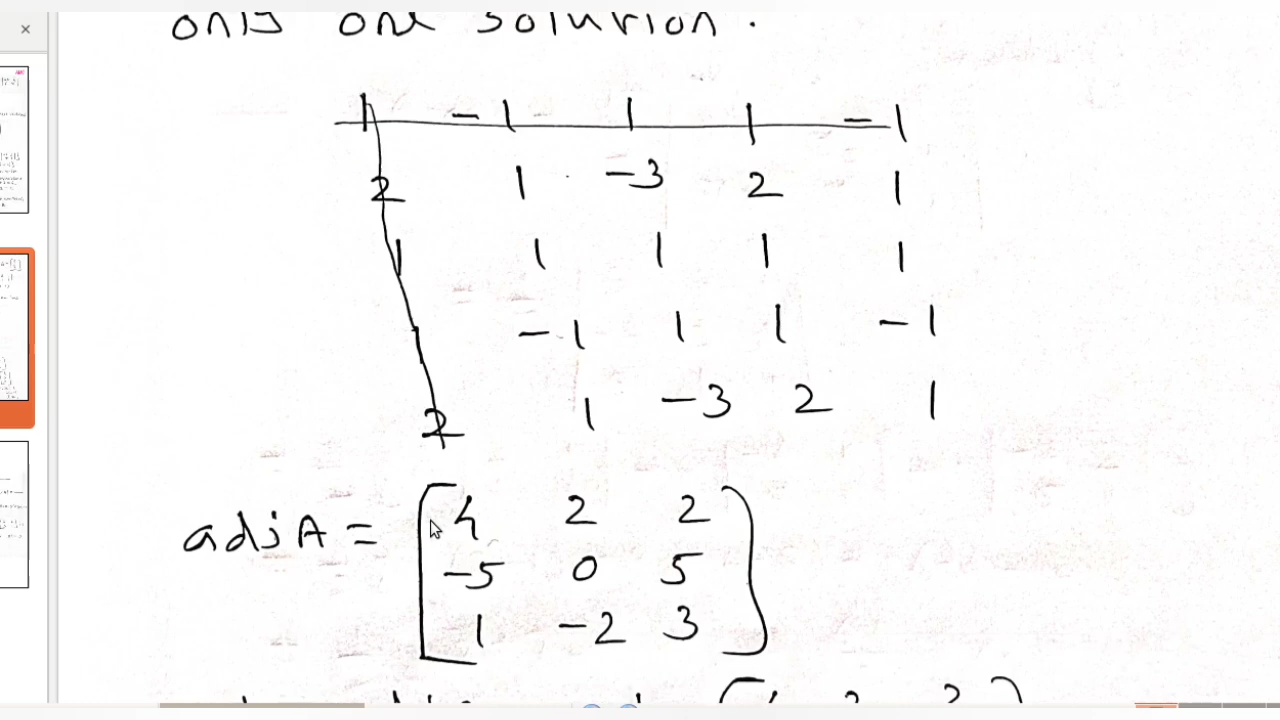 only one solution.
1 -1 1 1 -1
2 1 -3 2 1
1 1 1 1 1
1 -1 1 1 -1
2 1 -3 2 1
adj A = [4 2 2
-5 0 5
1 -2 3]